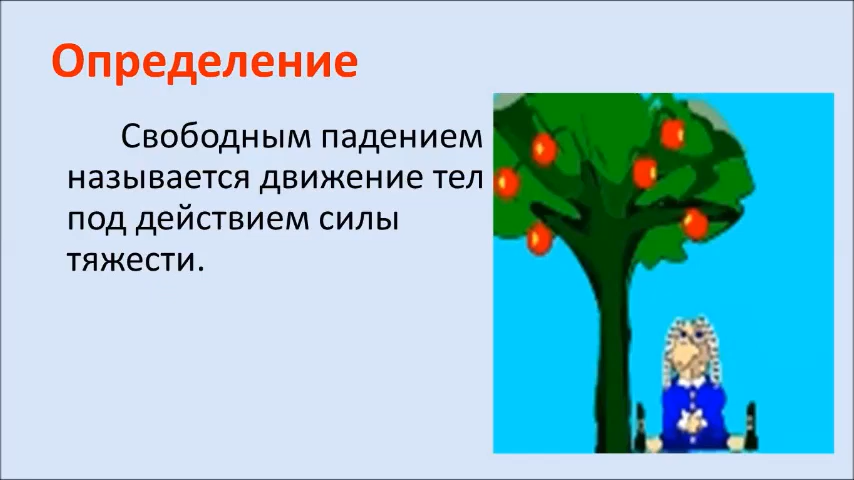 Определение
Свободным падением
называется движение тел
под действием силы
тяжести.